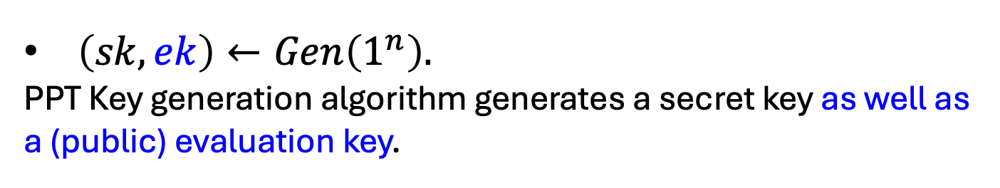 • (sk, ek) ← Gen(1ⁿ).
PPT Key generation algorithm generates a secret key as well as
a (public) evaluation key.